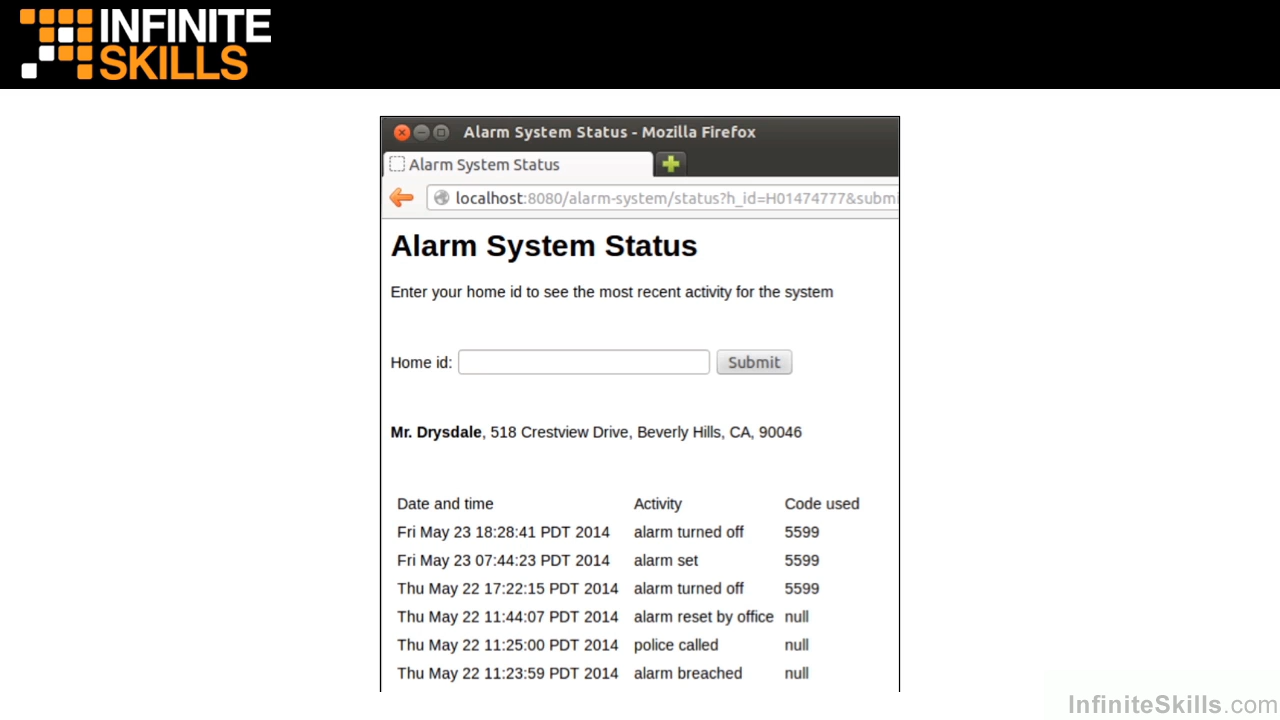 INFINITE
SKILLS
Alarm System Status - Mozilla Firefox
Alarm System Status
localhost:8080/alarm-system/status?h_id=H01474777&submi
Alarm System Status
Enter your home id to see the most recent activity for the system
Home id: Submit
Mr. Drysdale, 518 Crestview Drive, Beverly Hills, CA, 90046
Date and time Activity Code used
Fri May 23 18:28:41 PDT 2014 alarm turned off 5599
Fri May 23 07:44:23 PDT 2014 alarm set 5599
Thu May 22 17:22:15 PDT 2014 alarm turned off 5599
Thu May 22 11:44:07 PDT 2014 alarm reset by office null
Thu May 22 11:25:00 PDT 2014 police called null
Thu May 22 11:23:59 PDT 2014 alarm breached null
InfiniteSkills.com